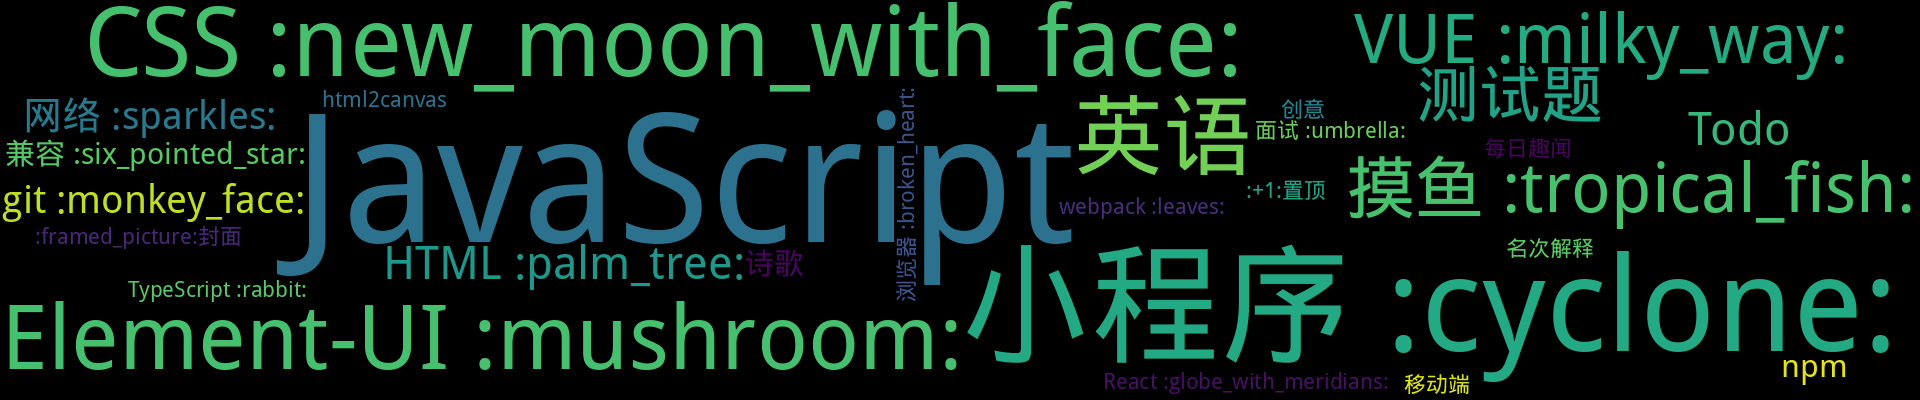 CSS :new_moon_with_face:
VUE :milky_way:
测试题
网络 :sparkles:
html2canvas
JavaScript
浏览器 :broken_heart:
英语
创意
面试 :umbrella:
Todo
每日趣闻
兼容 :six_pointed_star:
git :monkey_face:
:+1:置顶
摸鱼 :tropical_fish:
webpack :leaves:
:framed_picture:封面
HTML :palm_tree:
诗歌
名次解释
小程序 :cyclone:
TypeScript :rabbit:
Element-UI :mushroom:
npm
React :globe_with_meridians:
移动端